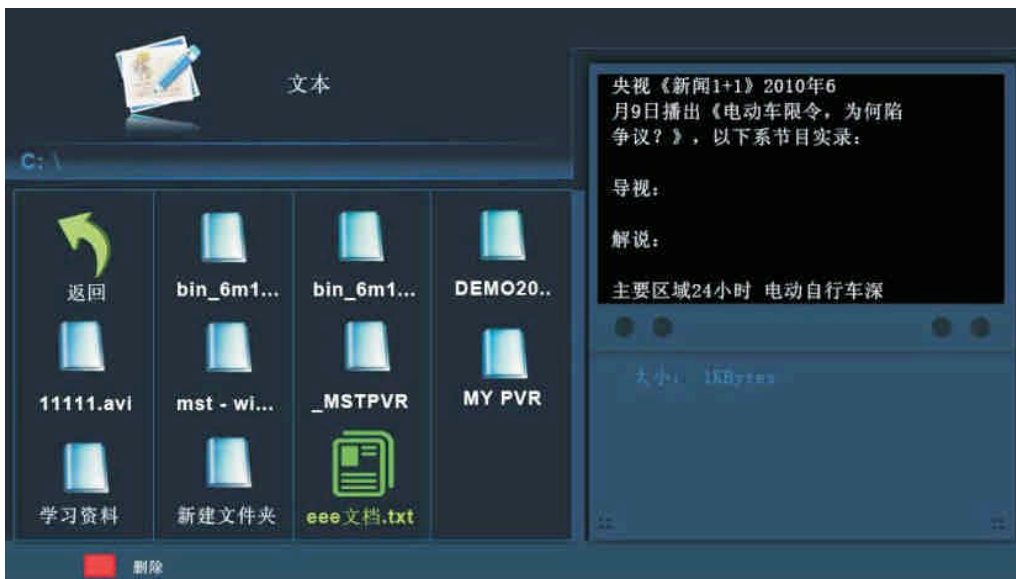 文本
C: \
返回
bin_6m1...
bin_6m1...
DEMO20..
11111.avi
mst - wi...
_MSTPVR
MY PVR
学习资料
新建文件夹
eee文档.txt
央视《新闻1+1》2010年6
月9日播出《电动车限令，为何陷
争议？》，以下系节目实录：
导视：
解说：
主要区域24小时 电动自行车深
大小： 1KBytes
删除